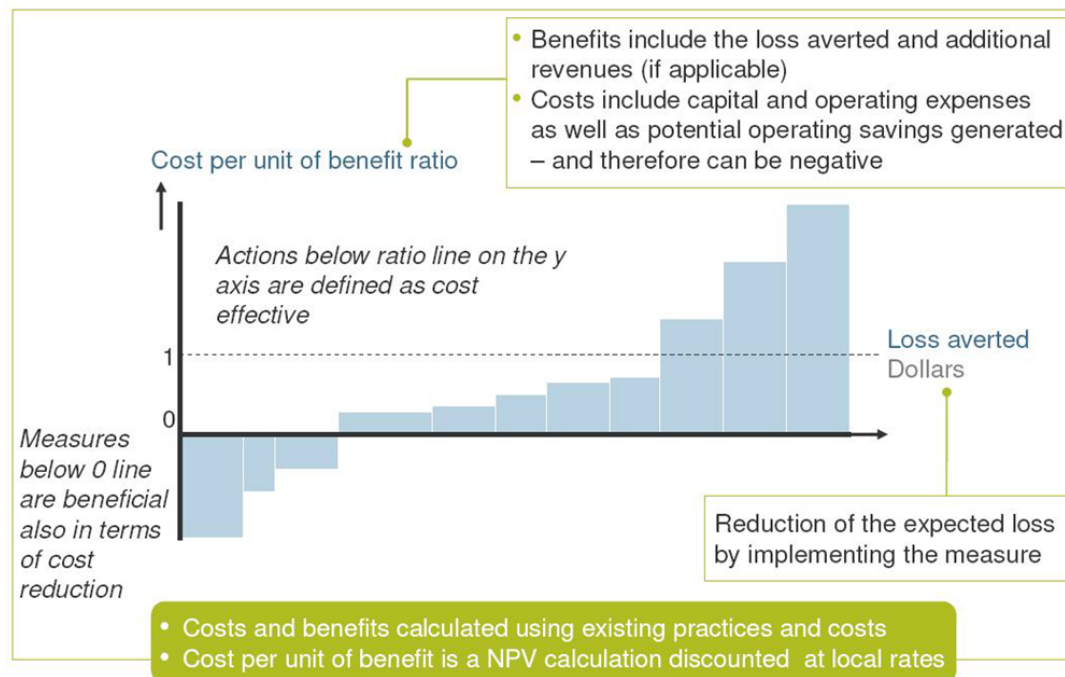 • Benefits include the loss averted and additional
revenues (if applicable)
• Costs include capital and operating expenses
as well as potential operating savings generated
– and therefore can be negative
Cost per unit of benefit ratio
Actions below ratio line on the y
axis are defined as cost
effective
1
Loss averted
Dollars
0
Measures
below 0 line
are beneficial
also in terms
of cost
reduction
Reduction of the expected loss
by implementing the measure
• Costs and benefits calculated using existing practices and costs
• Cost per unit of benefit is a NPV calculation discounted at local rates